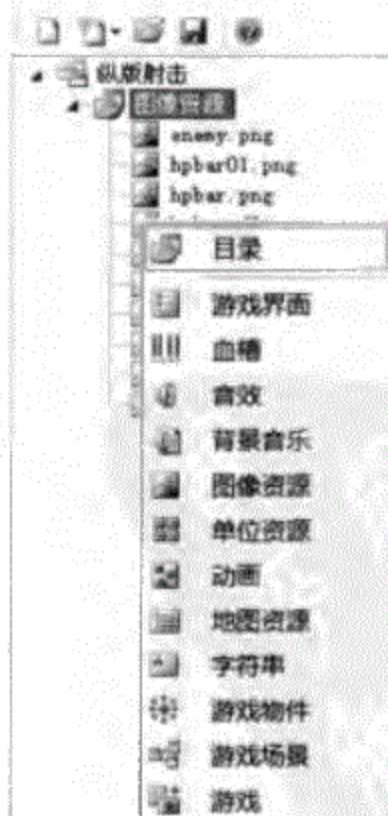 纵版射击
图像资源
enemy.png
hpbar01.png
hpbar.png
目录
游戏界面
血槽
音效
背景音乐
图像资源
单位资源
动画
地图资源
字符串
游戏物件
游戏场景
游戏